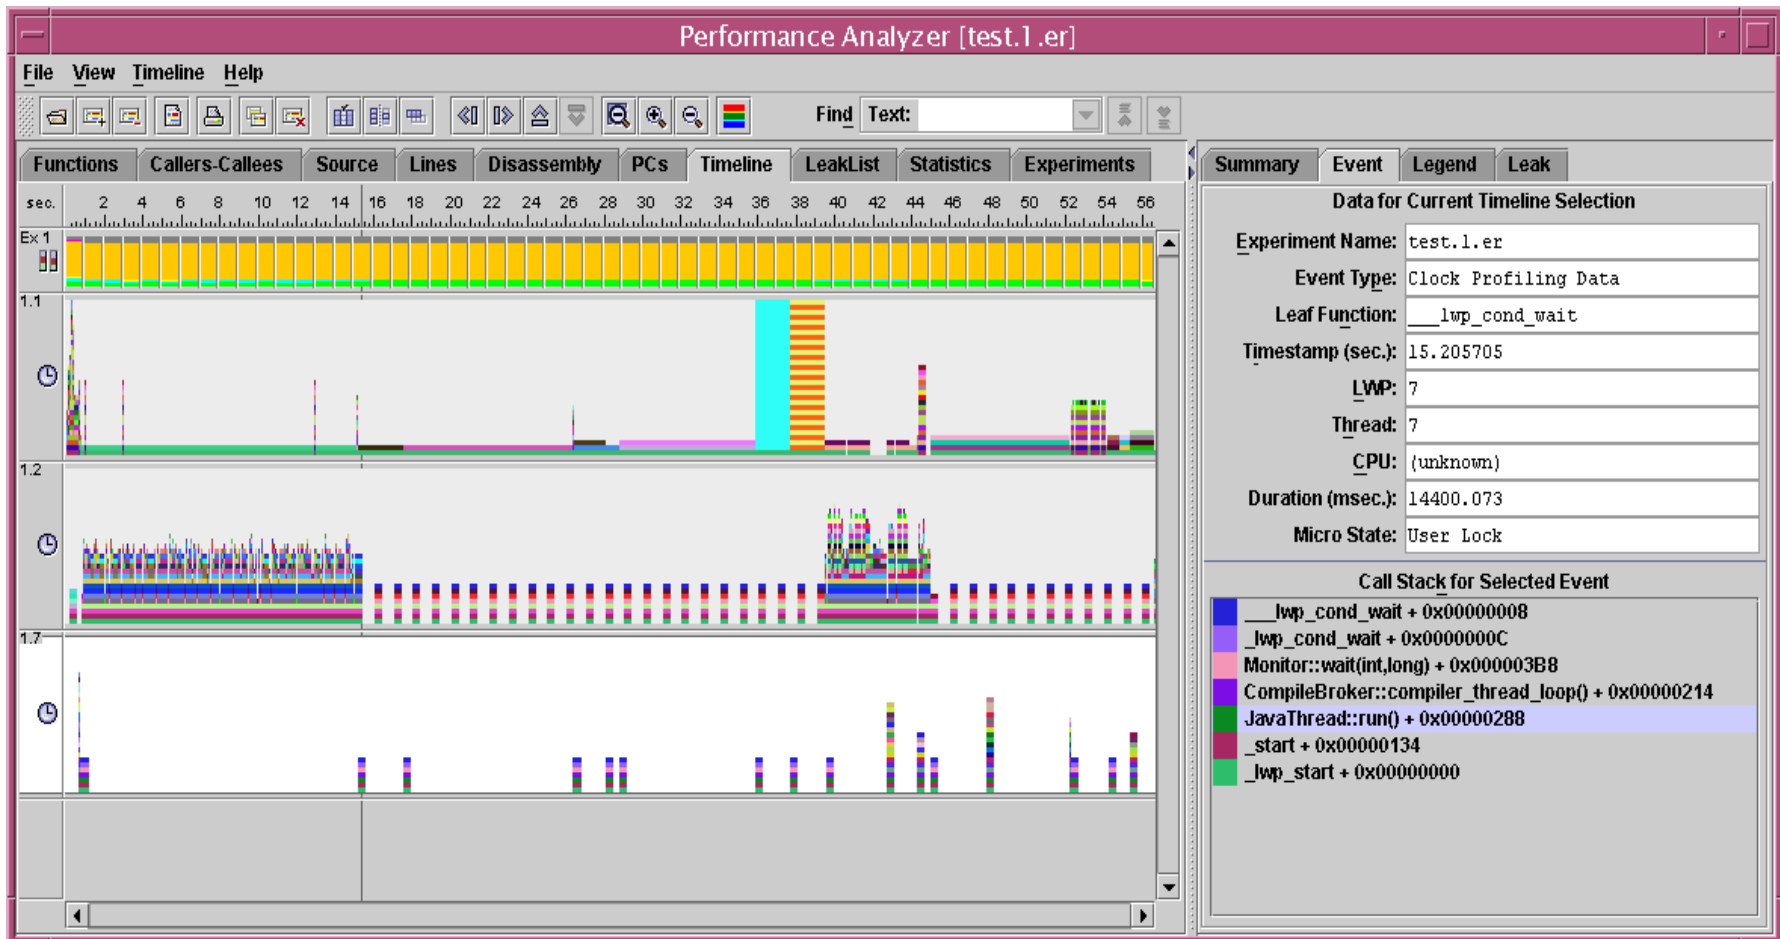 Performance Analyzer [test.1.er]
File View Timeline Help
Find Text:
Functions Callers-Callees Source Lines Disassembly PCs Timeline LeakList Statistics Experiments
Summary Event Legend Leak
sec. 2 4 6 8 10 12 14 16 18 20 22 24 26 28 30 32 34 36 38 40 42 44 46 48 50 52 54 56
Ex 1
1.1
1.2
1.7
Data for Current Timeline Selection
Experiment Name: test.1.er
Event Type: Clock Profiling Data
Leaf Function: ___lwp_cond_wait
Timestamp (sec.): 15.205705
LWP: 7
Thread: 7
CPU: (unknown)
Duration (msec.): 14400.073
Micro State: User Lock
Call Stack for Selected Event
___lwp_cond_wait + 0x00000008
_lwp_cond_wait + 0x0000000C
Monitor::wait(int,long) + 0x000003B8
CompileBroker::compiler_thread_loop() + 0x00000214
JavaThread::run() + 0x00000288
_start + 0x00000134
_lwp_start + 0x00000000